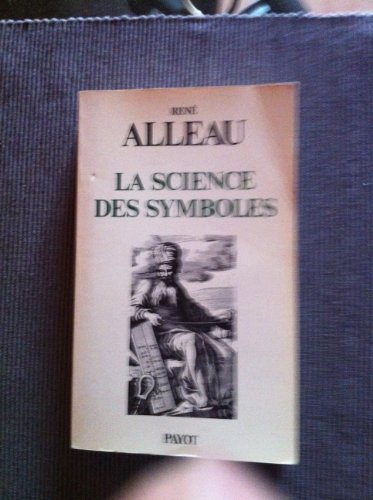 RENÉ
ALLEAU
LA SCIENCE
DES SYMBOLES
PAYOT